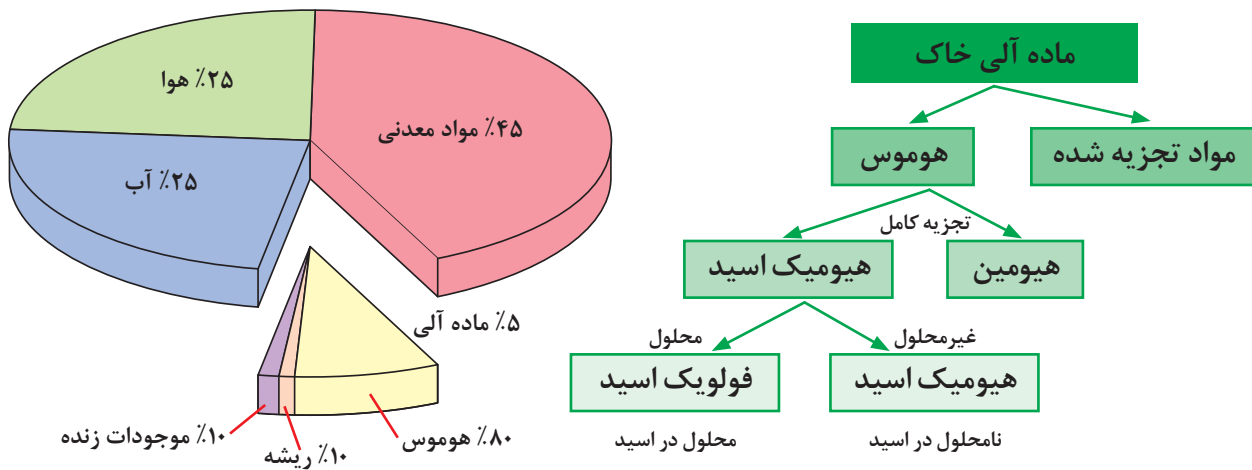 ماده آلی خاک
هوموس
مواد تجزیه شده
تجزیه کامل
هیومیک اسید
هیومین
محلول
غیرمحلول
فولویک اسید
هیومیک اسید
محلول در اسید
نامحلول در اسید
۲۵٪ هوا
۴۵٪ مواد معدنی
۲۵٪ آب
۵٪ ماده آلی
۸۰٪ هوموس
۱۰٪ ریشه
۱۰٪ موجودات زنده